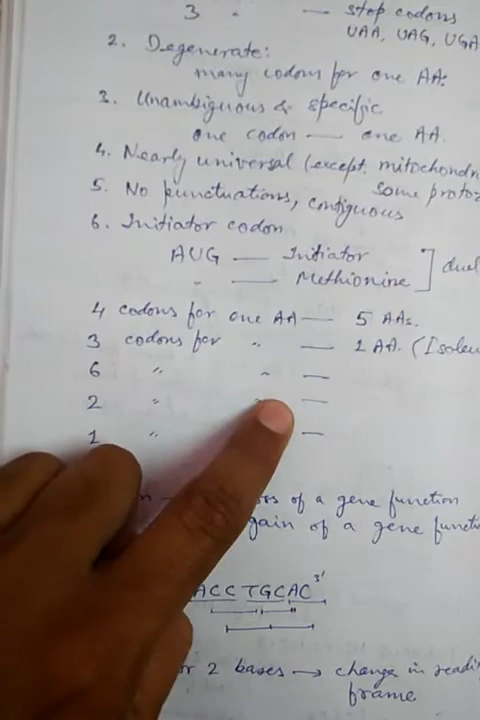 3 " — stop codons
UAA, UAG, UGA
2. Degenerate:
many codons for one AA.
3. Unambiguous & specific
one codon — one AA.
4. Nearly universal (except. mitochondr
some protoz
5. No punctuations, contiguous
6. Initiator codon
AUG — Initiator
" — Methionine ] dual
4 codons for one AA — 5 AAs.
3 codons for " — 1 AA. (Isoleu
6 " " —
2 " " —
1 " —
of a gene function
gain of a gene functi
ACC TGCAC 3'
r 2 bases → change in readi
frame